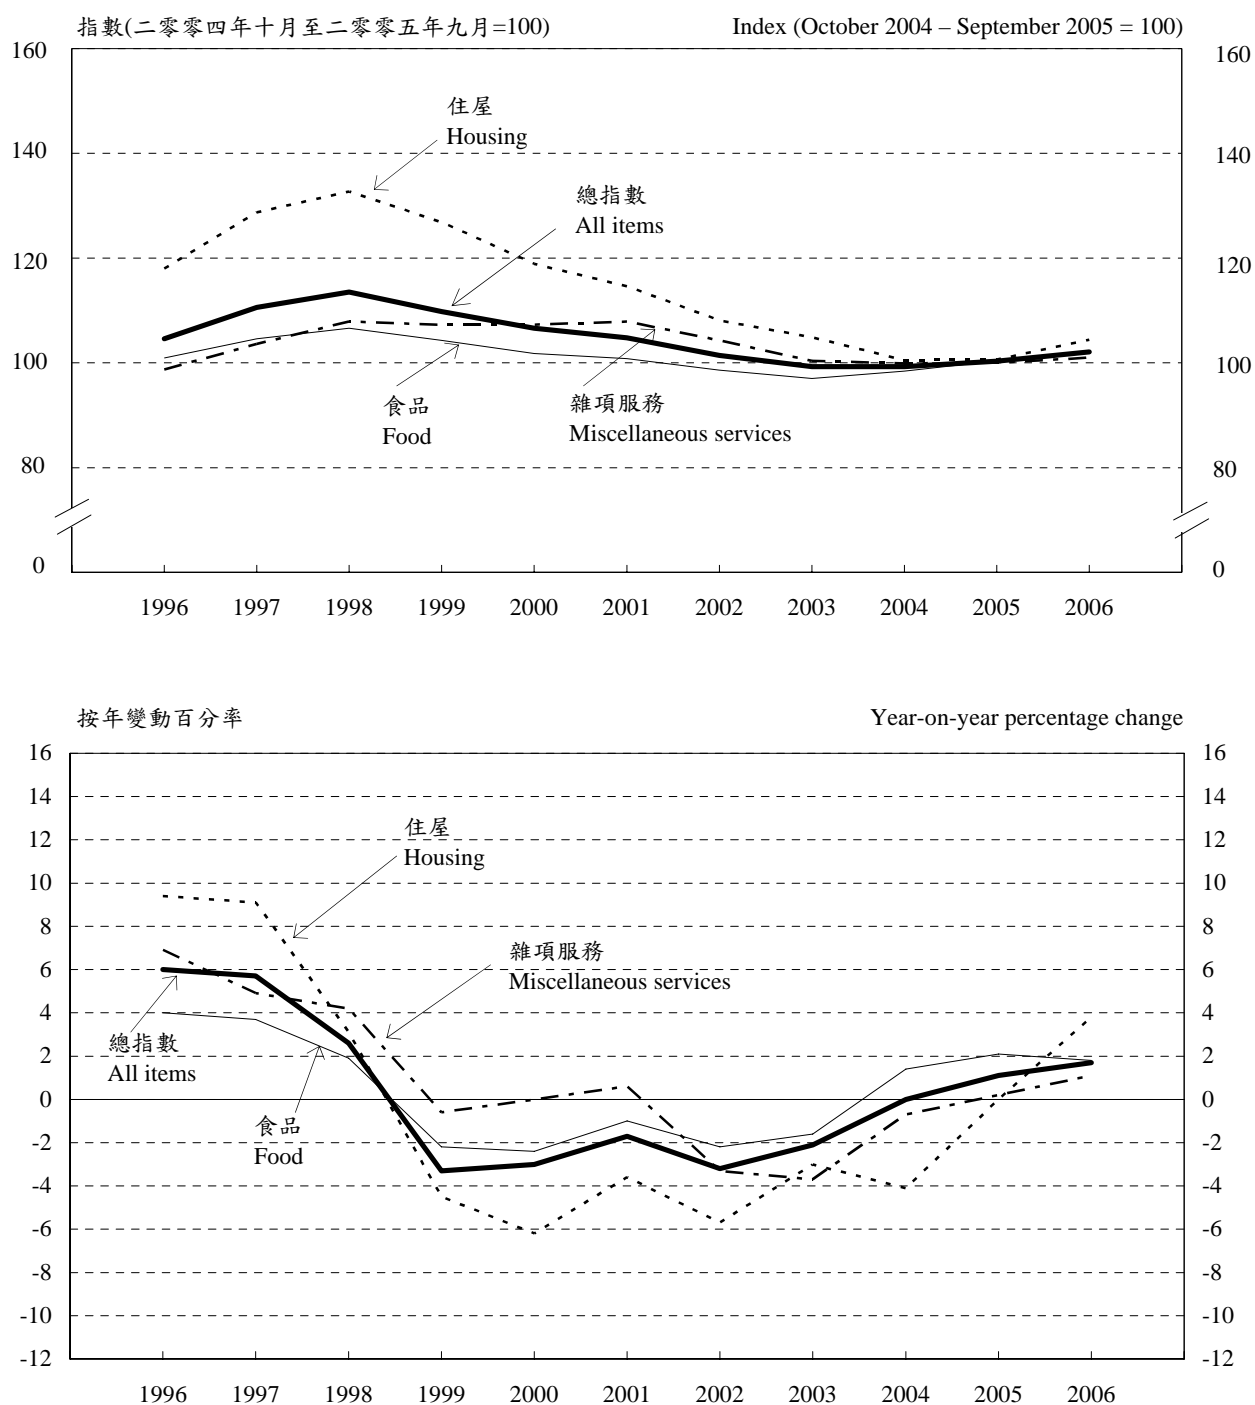 指數(二零零四年十月至二零零五年九月=100)
Index (October 2004 – September 2005 = 100)
160
160
住屋
Housing
140
140
總指數
All items
120
120
100
100
食品
Food
雜項服務
Miscellaneous services
80
80
0
0
1996 1997 1998 1999 2000 2001 2002 2003 2004 2005 2006
按年變動百分率
Year-on-year percentage change
16
16
14
14
住屋
Housing
12
12
10
10
8
8
雜項服務
Miscellaneous services
6
6
4
4
總指數
All items
2
2
0
0
食品
Food
-2
-2
-4
-4
-6
-6
-8
-8
-10
-10
-12
-12
1996 1997 1998 1999 2000 2001 2002 2003 2004 2005 2006